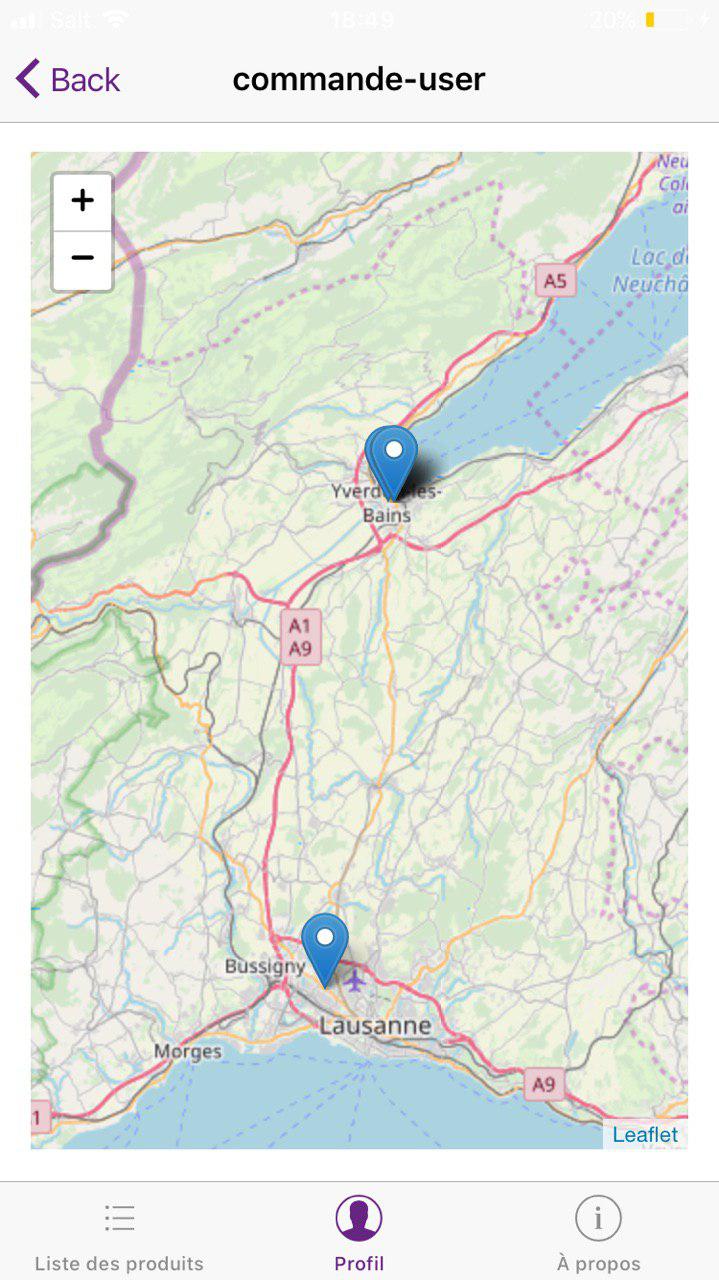 Salt 18:49 20%
Back commande-user
+
−
Neu
Col
ai
Lac de
Neuchâ
A5
Yverd les-
Bains
A1
A9
Bussigny
Lausanne
Morges
A9
1
Leaflet
Liste des produits Profil À propos